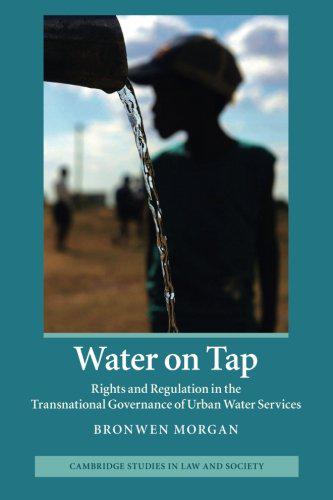 Water on Tap
Rights and Regulation in the
Transnational Governance of Urban Water Services
BRONWEN MORGAN
CAMBRIDGE STUDIES IN LAW AND SOCIETY